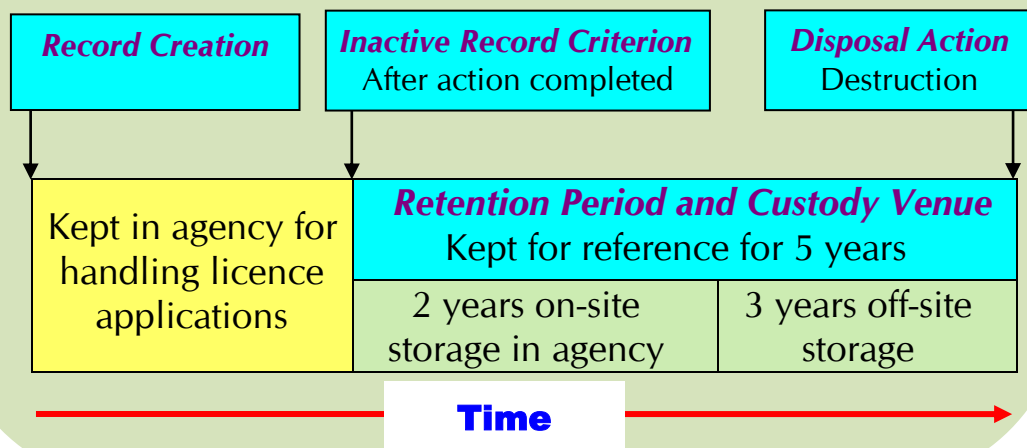 Record Creation
Inactive Record Criterion
After action completed
Disposal Action
Destruction
Kept in agency for
handling licence
applications
Retention Period and Custody Venue
Kept for reference for 5 years
2 years on-site
storage in agency
3 years off-site
storage
Time